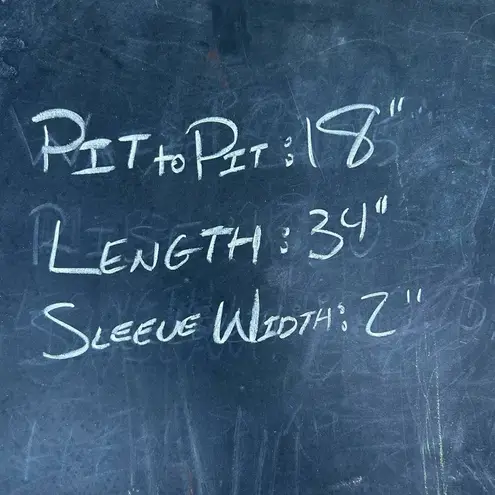 PIT to PIT: 18"
LENGTH: 34"
SLEEVE WIDTH: 2"